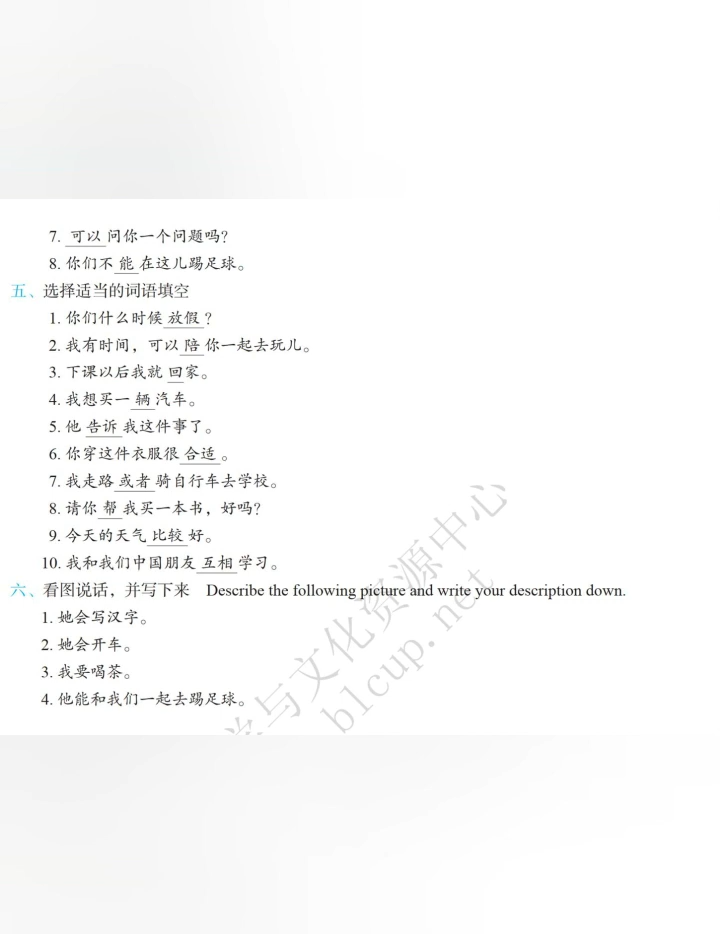 7. 可以 问你一个问题吗？
8. 你们不 能 在这儿踢足球。
五、选择适当的词语填空
1. 你们什么时候 放假 ？
2. 我有时间，可以 陪 你一起去玩儿。
3. 下课以后我就 回 家。
4. 我想买一 辆 汽车。
5. 他 告诉 我这件事了。
6. 你穿这件衣服很 合适 。
7. 我走路 或者 骑自行车去学校。
8. 请你 帮 我买一本书，好吗？
9. 今天的天气 比较 好。
10. 我和我们中国朋友 互相 学习。
六、看图说话，并写下来 Describe the following picture and write your description down.
1. 她会写汉字。
2. 她会开车。
3. 我要喝茶。
4. 他能和我们一起去踢足球。
与文化资源中心
blcup.net